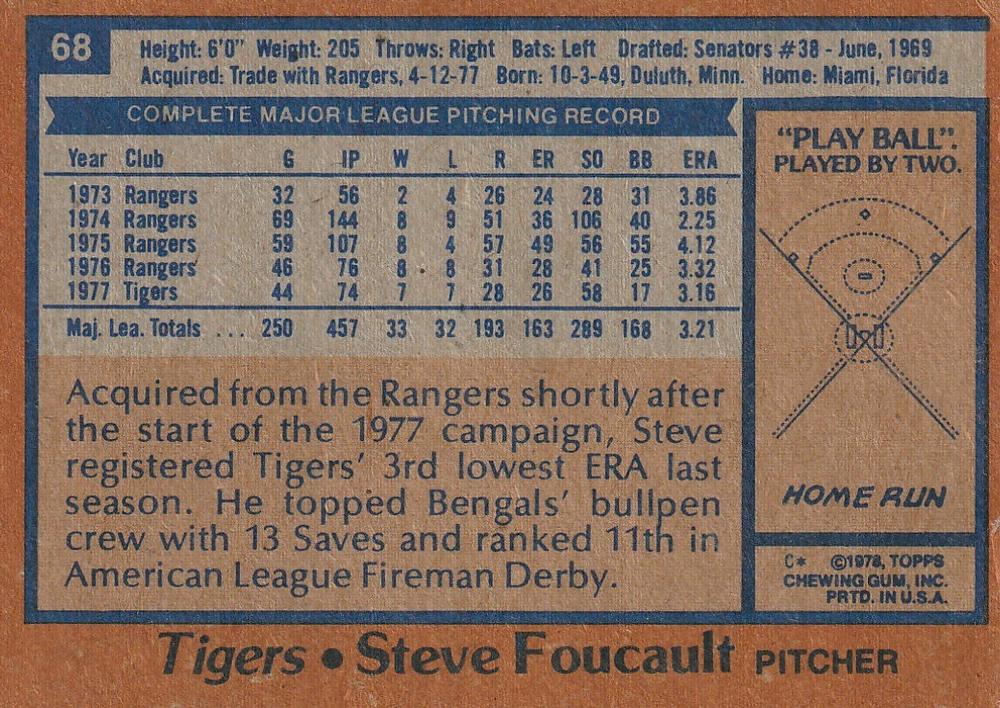 68
Height: 6'0" Weight: 205 Throws: Right Bats: Left Drafted: Senators #38 - June, 1969
Acquired: Trade with Rangers, 4-12-77 Born: 10-3-49, Duluth, Minn. Home: Miami, Florida
COMPLETE MAJOR LEAGUE PITCHING RECORD
Year Club G IP W L R ER SO BB ERA
1973 Rangers 32 56 2 4 26 24 28 31 3.86
1974 Rangers 69 144 8 9 51 36 106 40 2.25
1975 Rangers 59 107 8 4 57 49 56 55 4.12
1976 Rangers 46 76 8 8 31 28 41 25 3.32
1977 Tigers 44 74 7 7 28 26 58 17 3.16
Maj. Lea. Totals ... 250 457 33 32 193 163 289 168 3.21
Acquired from the Rangers shortly after
the start of the 1977 campaign, Steve
registered Tigers' 3rd lowest ERA last
season. He topped Bengals' bullpen
crew with 13 Saves and ranked 11th in
American League Fireman Derby.
"PLAY BALL".
PLAYED BY TWO.
HOME RUN
C* ©1978, TOPPS
CHEWING GUM, INC.
PRTD. IN U.S.A.
Tigers • Steve Foucault PITCHER